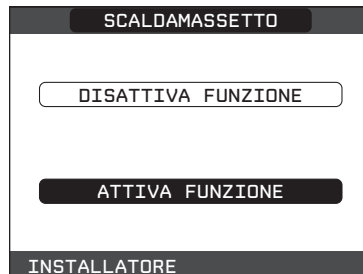 SCALDAMASSETTO
DISATTIVA FUNZIONE
ATTIVA FUNZIONE
INSTALLATORE